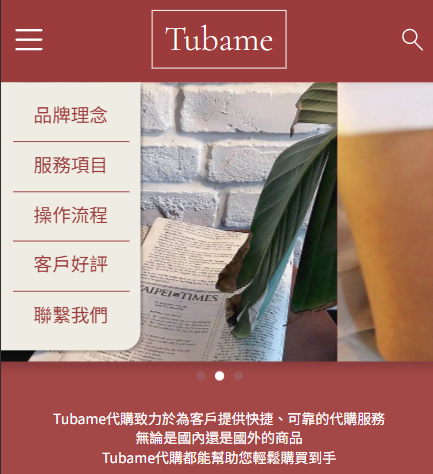 Tubame
品牌理念
服務項目
操作流程
客戶好評
聯繫我們
TAIPEI TIMES
Tubame代購致力於為客戶提供快捷、可靠的代購服務
無論是國內還是國外的商品
Tubame代購都能幫助您輕鬆購買到手